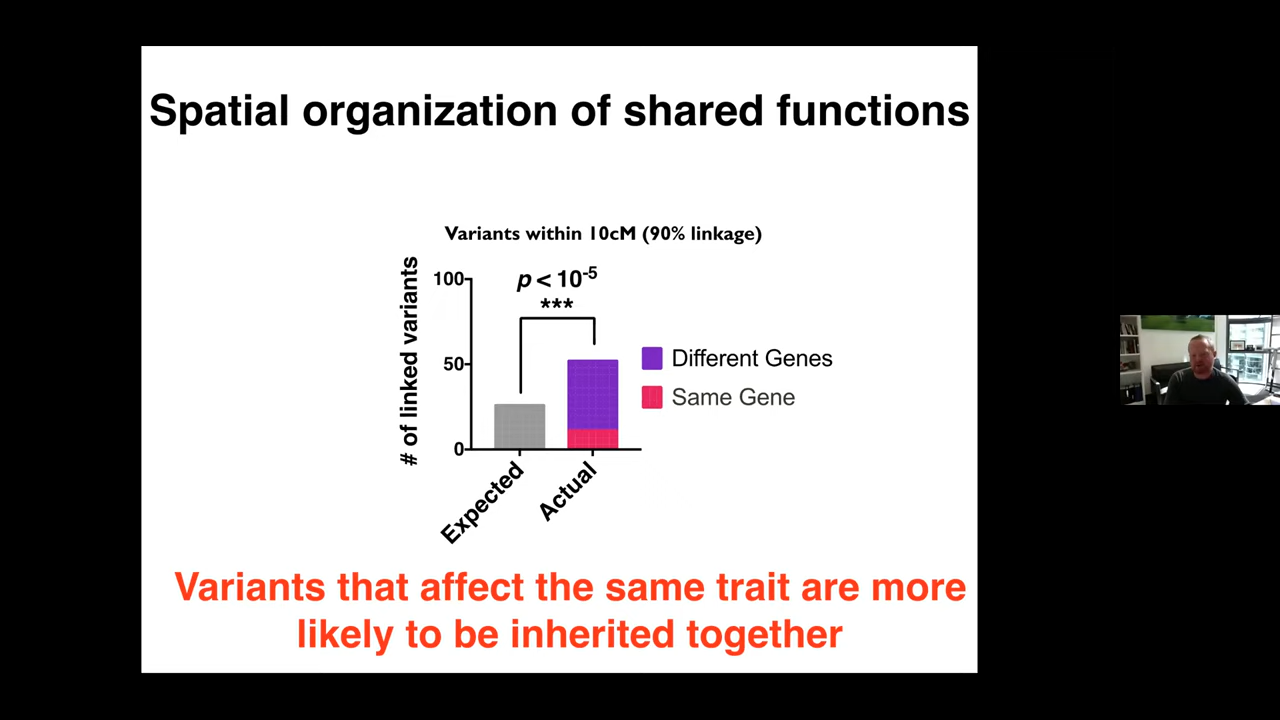 Spatial organization of shared functions
Variants within 10cM (90% linkage)
# of linked variants
100
50
0
p < 10-5
***
Different Genes
Same Gene
Expected
Actual
Variants that affect the same trait are more
likely to be inherited together